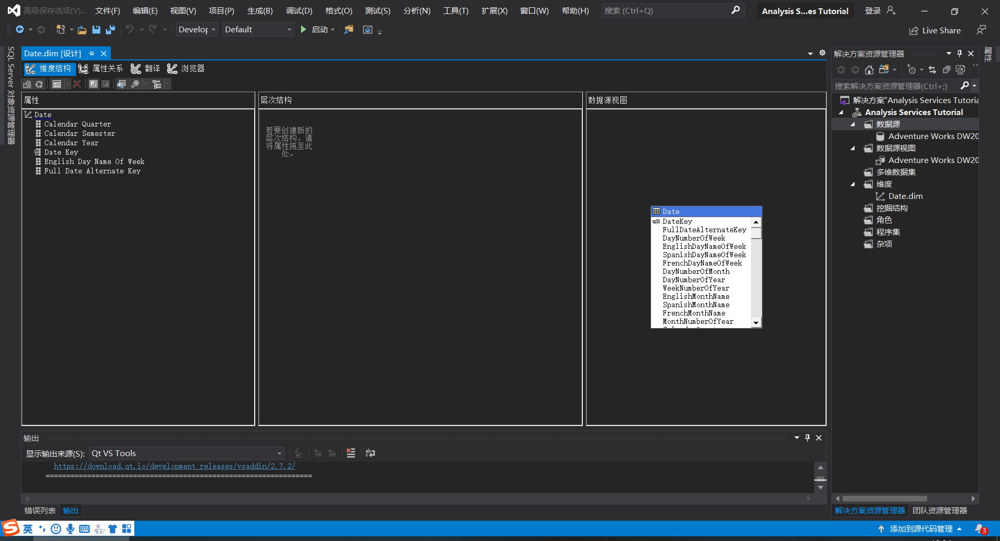 高级保存选项(V)... 文件(F) 编辑(E) 视图(V) 项目(P) 生成(B) 调试(D) 格式(O) 测试(S) 分析(N) 工具(T) 扩展(X) 窗口(W) 帮助(H) 搜索 (Ctrl+Q) Analysis S...es Tutorial 登录
Develop Default 启动 Live Share
SQL Server 对象资源管理器
Date.dim [设计]
维度结构 属性关系 翻译 浏览器
属性
Date
Calendar Quarter
Calendar Semester
Calendar Year
Date Key
English Day Name Of Week
Full Date Alternate Key
层次结构
若要创建新的
层次结构，请
将属性拖至此
处。
数据源视图
Date
DateKey
FullDateAlternateKey
DayNumberOfWeek
EnglishDayNameOfWeek
SpanishDayNameOfWeek
FrenchDayNameOfWeek
DayNumberOfMonth
DayNumberOfYear
WeekNumberOfYear
EnglishMonthName
SpanishMonthName
FrenchMonthName
MonthNumberOfYear
输出
显示输出来源(S): Qt VS Tools
https://download.qt.io/development_releases/vsaddin/2.7.2/
================================================================
错误列表 输出
解决方案资源管理器
搜索解决方案资源管理器(Ctrl+;)
解决方案"Analysis Services Tutoria
Analysis Services Tutorial
数据源
Adventure Works DW20
数据源视图
Adventure Works DW20
多维数据集
维度
Date.dim
挖掘结构
角色
程序集
杂项
解决方案资源管理器 团队资源管理器
属性
英
添加到源代码管理 3